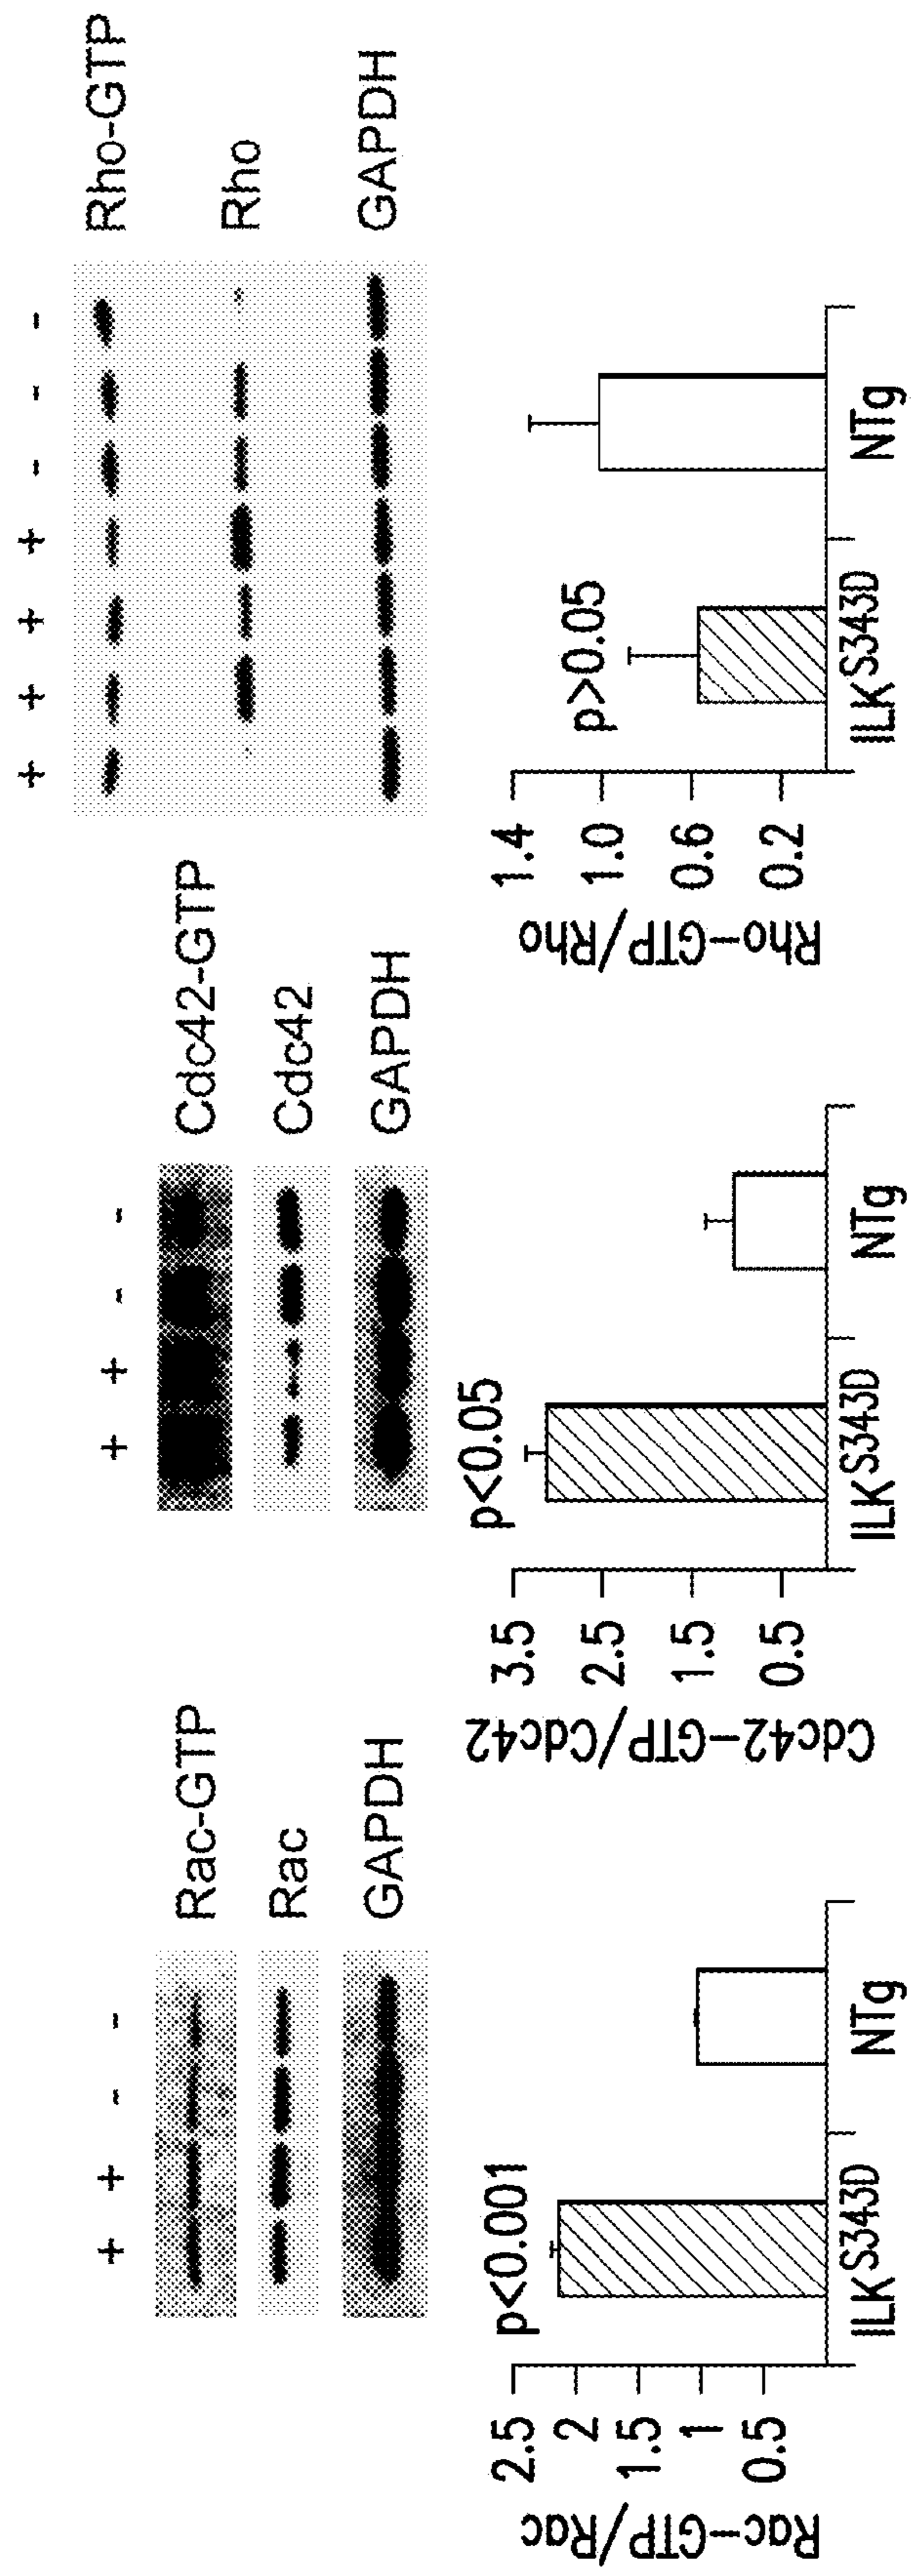 + + - -
Rac-GTP
Rac
GAPDH
Rac-GTP/Rac
2.5
2
1.5
1
0.5
p<0.001
ILK S343D
NTg
+ + - -
Cdc42-GTP
Cdc42
GAPDH
Cdc42-GTP/Cdc42
3.5
2.5
1.5
0.5
p<0.05
ILK S343D
NTg
+ + + + - - -
Rho-GTP
Rho
GAPDH
Rho-GTP/Rho
1.4
1.0
0.6
0.2
p>0.05
ILK S343D
NTg